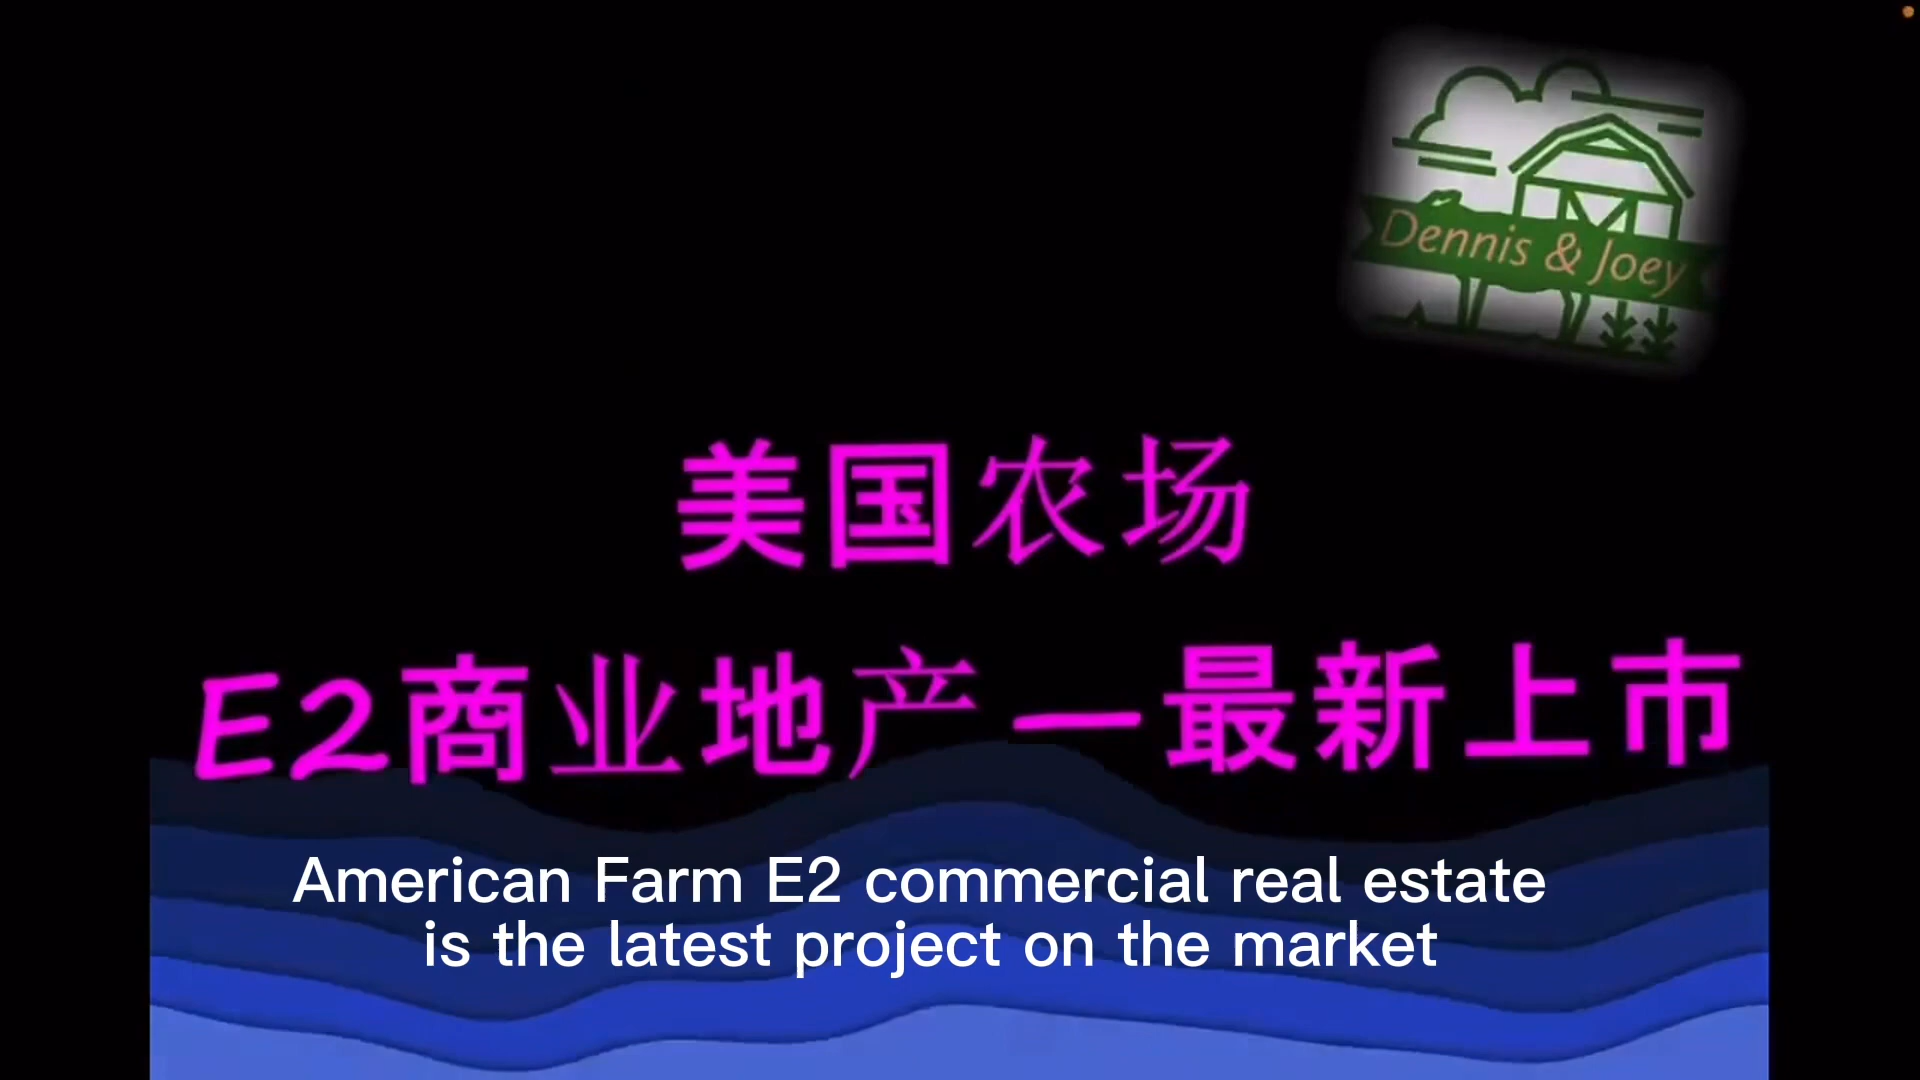 Dennis & Joey
美国农场
E2商业地产—最新上市
American Farm E2 commercial real estate
is the latest project on the market